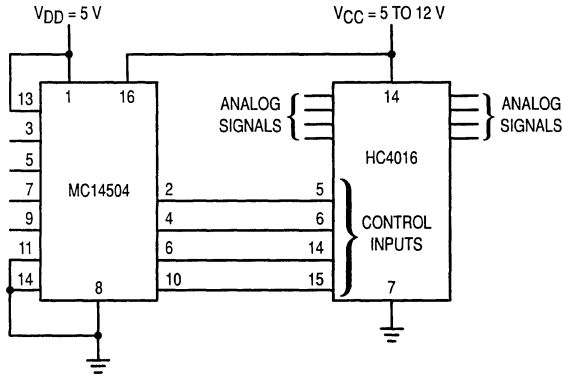 VDD = 5 V
VCC = 5 TO 12 V
13
1
16
14
ANALOG
SIGNALS
ANALOG
SIGNALS
3
5
HC4016
7
MC14504
2
5
9
4
6
CONTROL
INPUTS
11
6
14
14
10
15
8
7